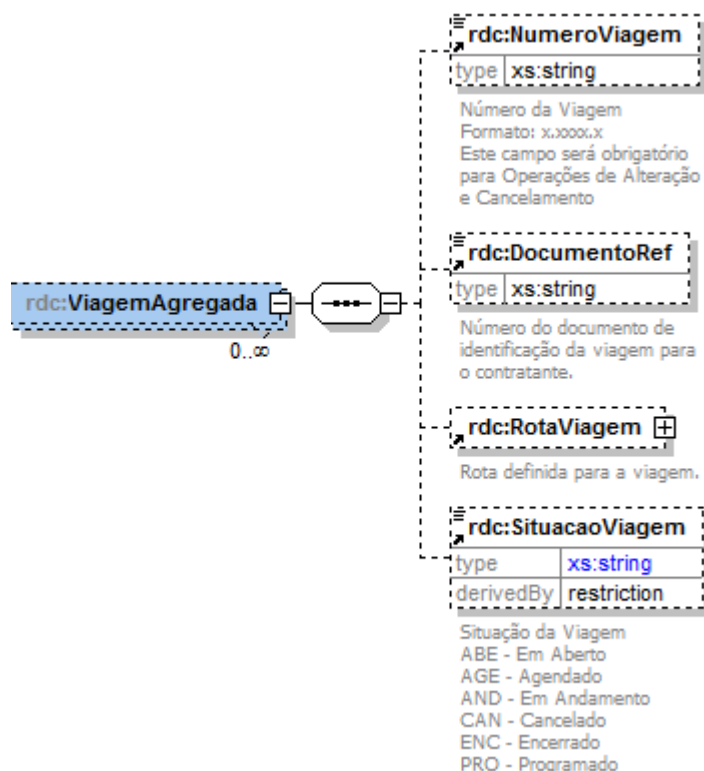 rdc:NumeroViagem
type xs:string
Número da Viagem
Formato: x.xxxx.x
Este campo será obrigatório
para Operações de Alteração
e Cancelamento
rdc:DocumentoRef
type xs:string
Número do documento de
identificação da viagem para
o contratante.
rdc:ViagemAgregada
0..∞
rdc:RotaViagem
Rota definida para a viagem.
rdc:SituacaoViagem
type xs:string
derivedBy restriction
Situação da Viagem
ABE - Em Aberto
AGE - Agendado
AND - Em Andamento
CAN - Cancelado
ENC - Encerrado
PRO - Programado